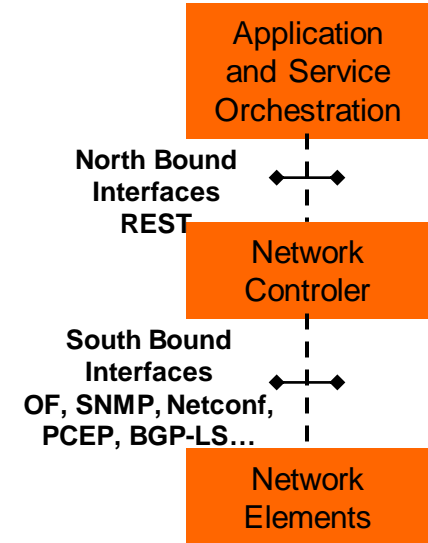 Application
and Service
Orchestration
North Bound
Interfaces
REST
Network
Controler
South Bound
Interfaces
OF, SNMP, Netconf,
PCEP, BGP-LS…
Network
Elements